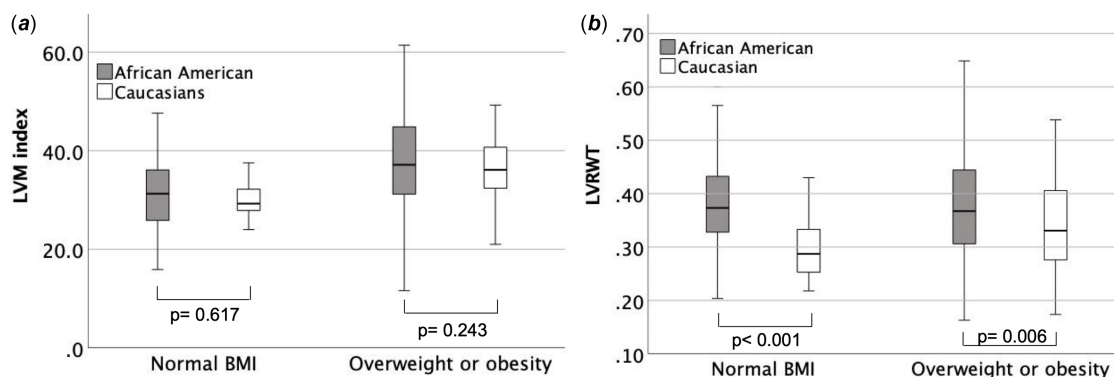 (a)
60.0
40.0
20.0
.0
LVM index
African American
Caucasians
p= 0.617
p= 0.243
Normal BMI
Overweight or obesity
(b)
.70
.60
.50
.40
.30
.20
.10
LVRWT
African American
Caucasian
p< 0.001
p= 0.006
Normal BMI
Overweight or obesity